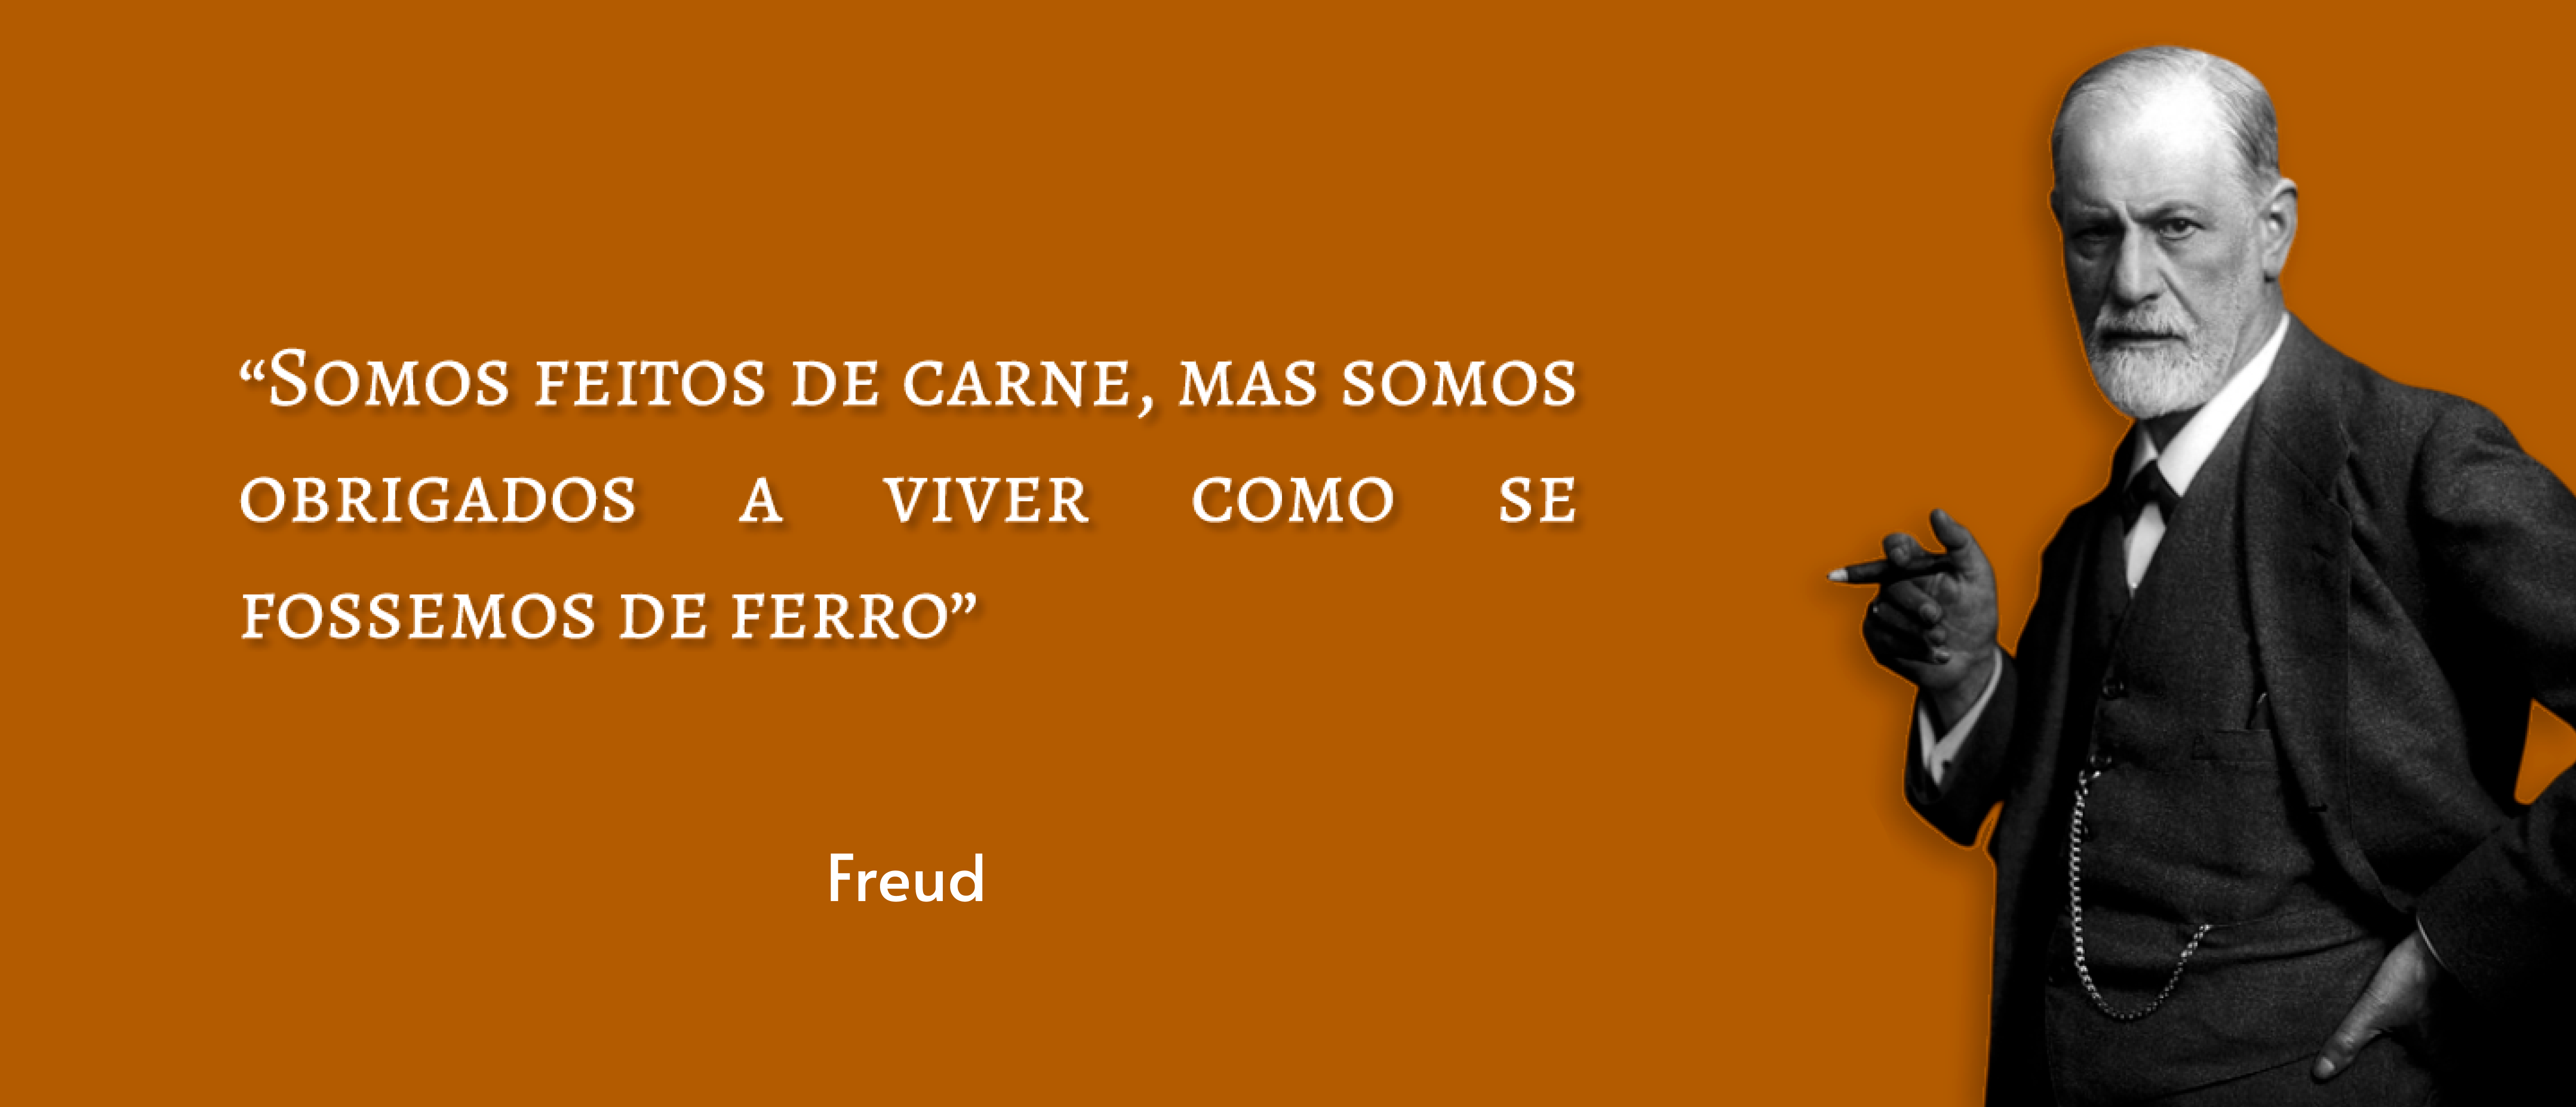 “Somos feitos de carne, mas somos
obrigados a viver como se
fossemos de ferro”
Freud